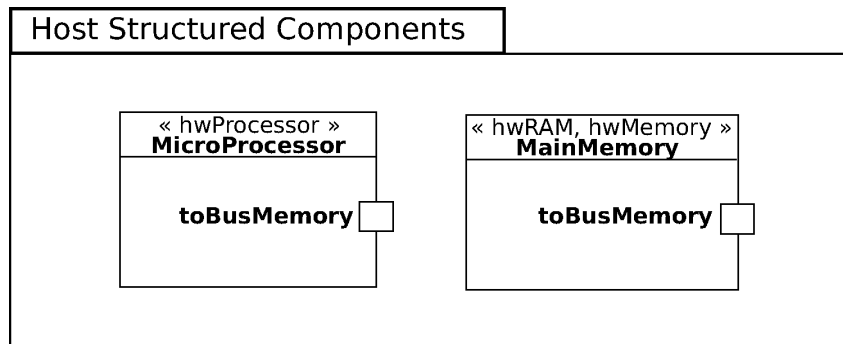 Host Structured Components
« hwProcessor »
MicroProcessor
toBusMemory
« hwRAM, hwMemory »
MainMemory
toBusMemory